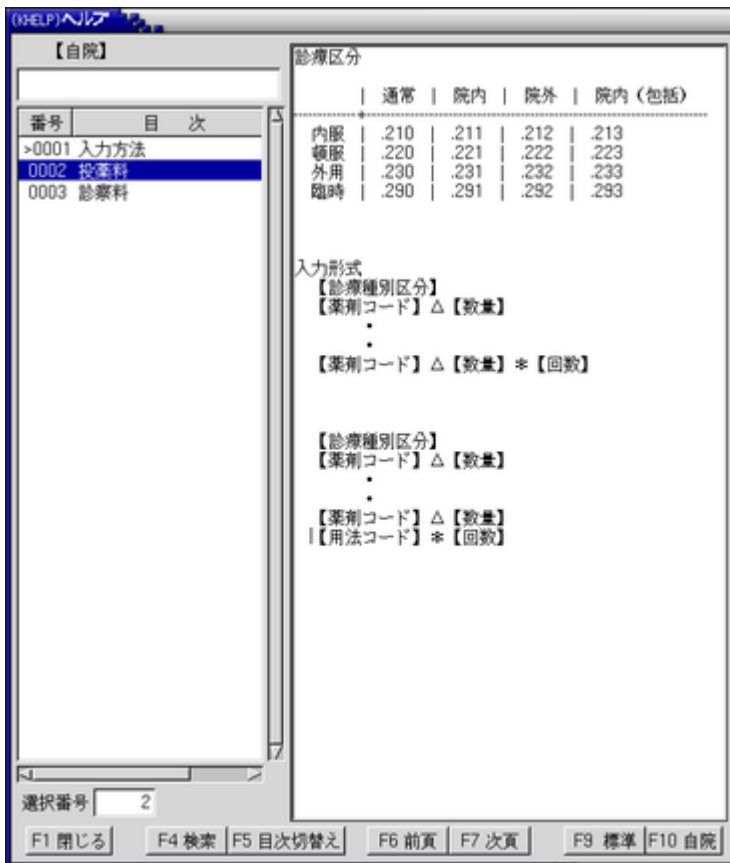 (KHELP)ヘルプ
【自院】
番号 目 次
>0001 入力方法
0002 投薬料
0003 診察料
選択番号 2
診療区分
| 通常 | 院内 | 院外 | 院内（包括）
内服 | .210 | .211 | .212 | .213
頓服 | .220 | .221 | .222 | .223
外用 | .230 | .231 | .232 | .233
臨時 | .290 | .291 | .292 | .293
入力形式
【診療種別区分】
【薬剤コード】△【数量】
・
・
【薬剤コード】△【数量】＊【回数】
【診療種別区分】
【薬剤コード】△【数量】
・
・
【薬剤コード】△【数量】
【用法コード】＊【回数】
F1 閉じる F4 検索 F5 目次切替え F6 前頁 F7 次頁 F9 標準 F10 自院